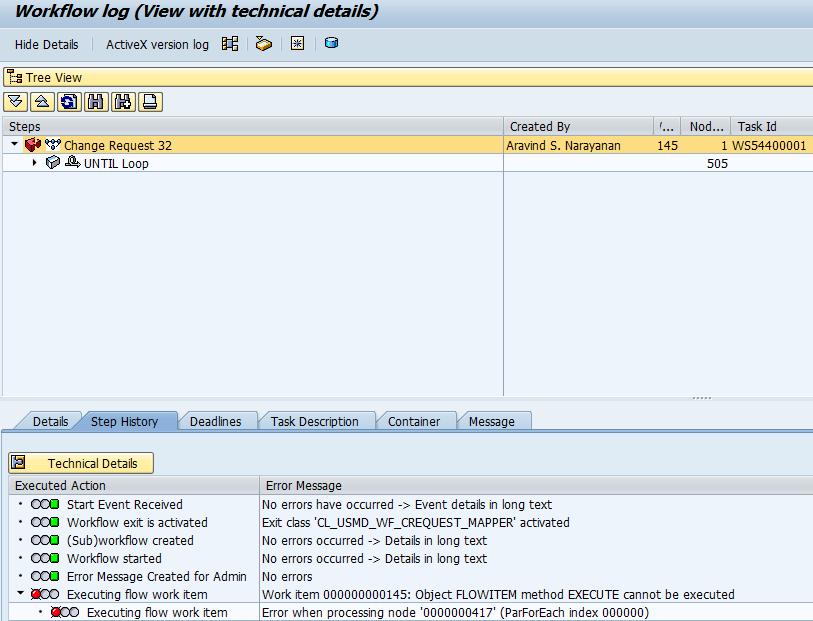 Workflow log (View with technical details)
Hide Details ActiveX version log
Tree View
Steps Created By /... Nod... Task Id
Change Request 32 Aravind S. Narayanan 145 1 WS54400001
UNTIL Loop 505
Details Step History Deadlines Task Description Container Message
Technical Details
Executed Action Error Message
Start Event Received No errors have occurred -> Event details in long text
Workflow exit is activated Exit class 'CL_USMD_WF_CREQUEST_MAPPER' activated
(Sub)workflow created No errors occurred -> Details in long text
Workflow started No errors occurred -> Details in long text
Error Message Created for Admin No errors
Executing flow work item Work item 000000000145: Object FLOWITEM method EXECUTE cannot be executed
Executing flow work item Error when processing node '0000000417' (ParForEach index 000000)